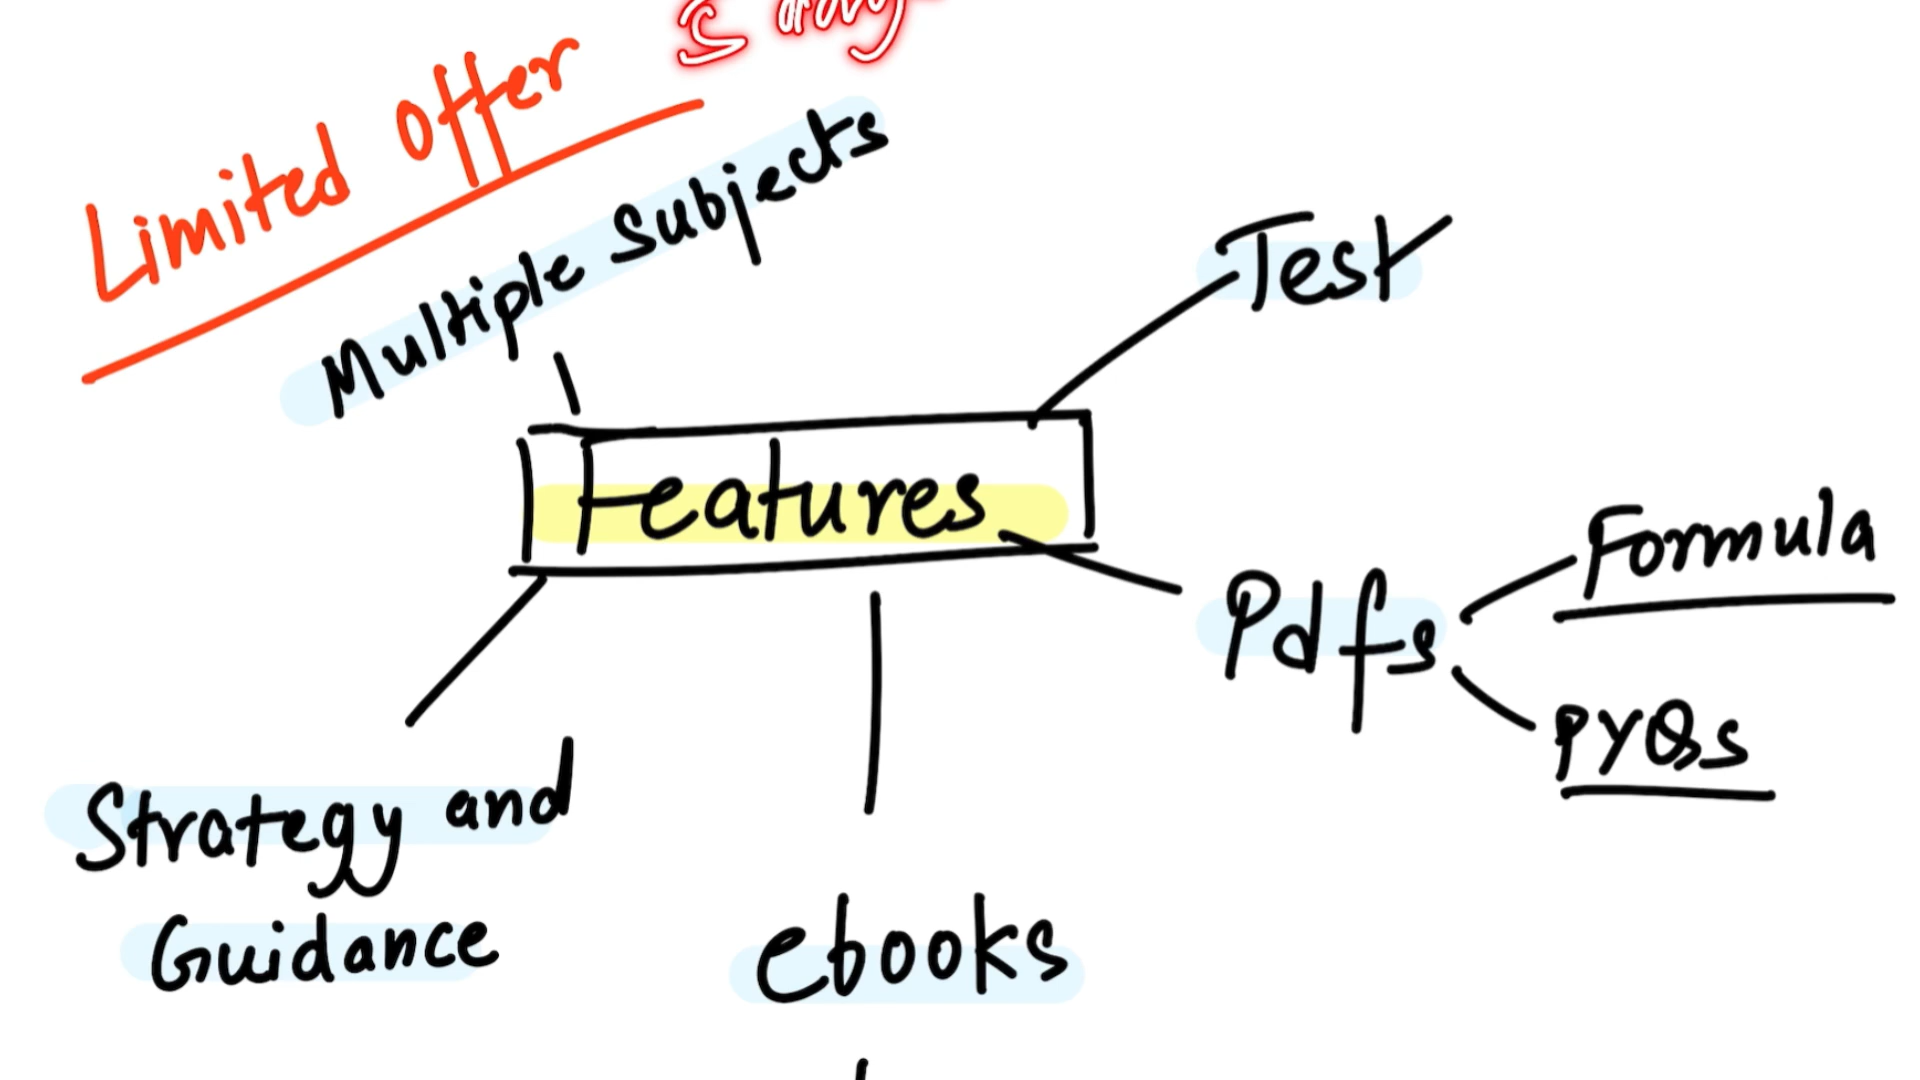 Limited Offer
Multiple Subjects
Test
Features
Formula
Pdfs
PYQs
Strategy and
Guidance
ebooks